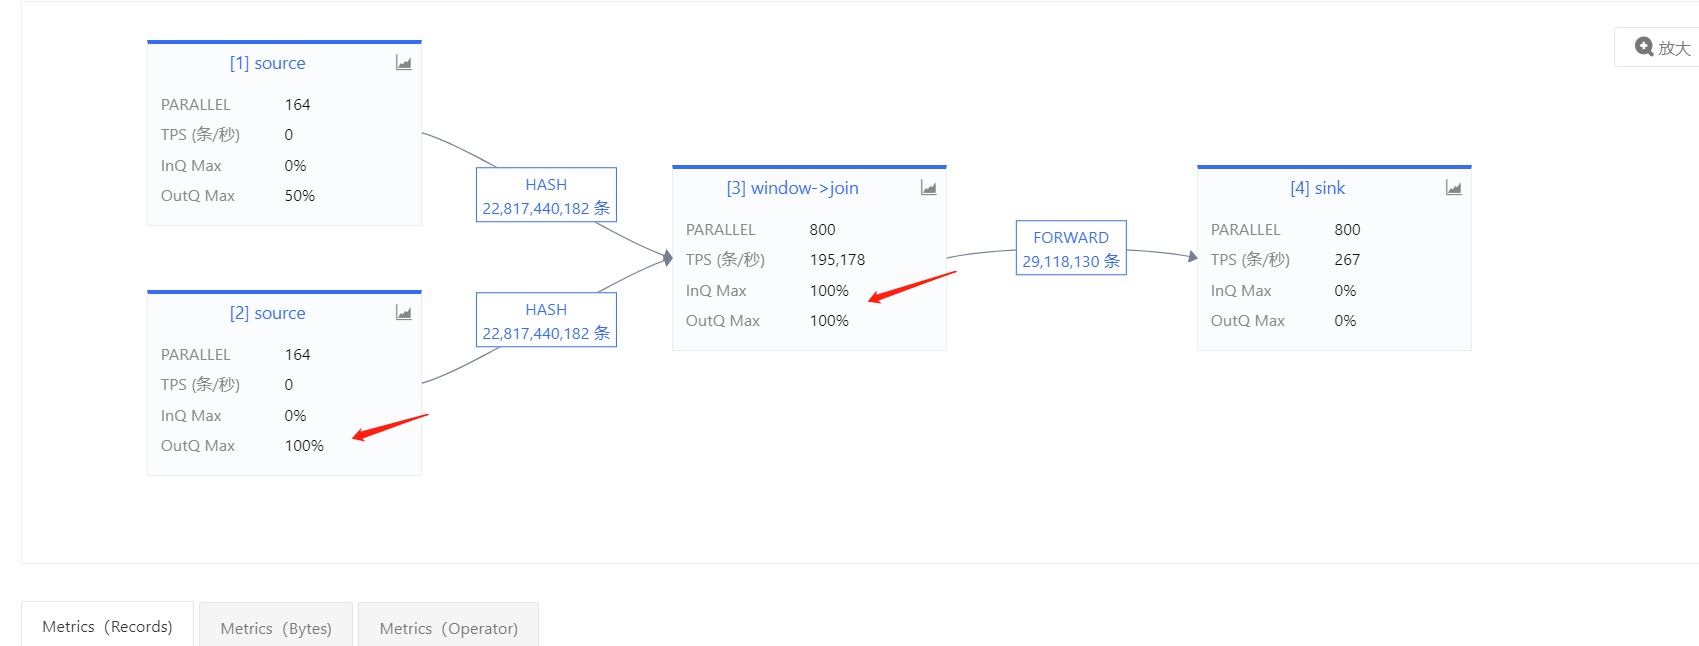 放大
[1] source
PARALLEL 164
TPS (条/秒) 0
InQ Max 0%
OutQ Max 50%
HASH
22,817,440,182 条
[2] source
PARALLEL 164
TPS (条/秒) 0
InQ Max 0%
OutQ Max 100%
HASH
22,817,440,182 条
[3] window->join
PARALLEL 800
TPS (条/秒) 195,178
InQ Max 100%
OutQ Max 100%
FORWARD
29,118,130 条
[4] sink
PARALLEL 800
TPS (条/秒) 267
InQ Max 0%
OutQ Max 0%
Metrics（Records） Metrics（Bytes） Metrics（Operator）